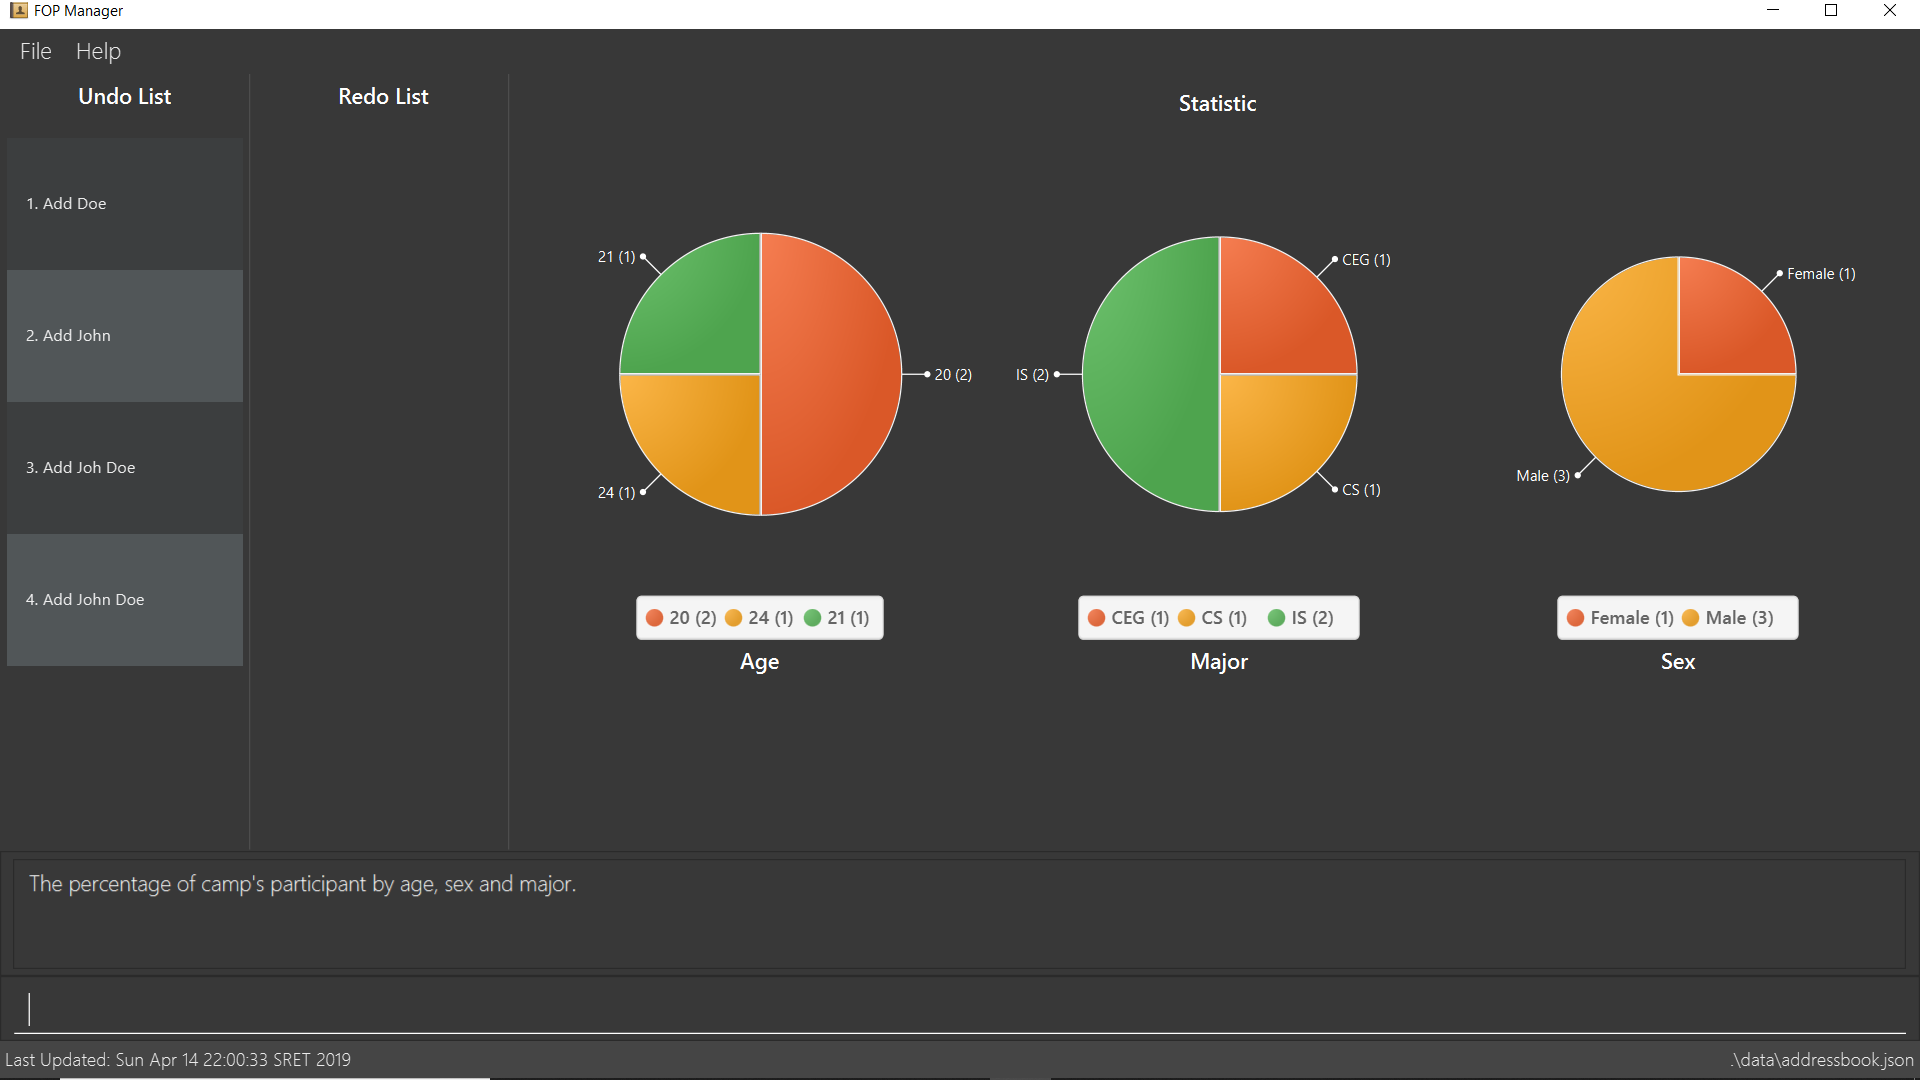 FOP Manager
File Help
Undo List
1. Add Doe
2. Add John
3. Add Joh Doe
4. Add John Doe
Redo List
Statistic
21 (1)
20 (2)
24 (1)
20 (2) 24 (1) 21 (1)
Age
CEG (1)
IS (2)
CS (1)
CEG (1) CS (1) IS (2)
Major
Female (1)
Male (3)
Female (1) Male (3)
Sex
The percentage of camp's participant by age, sex and major.
Last Updated: Sun Apr 14 22:00:33 SRET 2019
.\data\addressbook.json